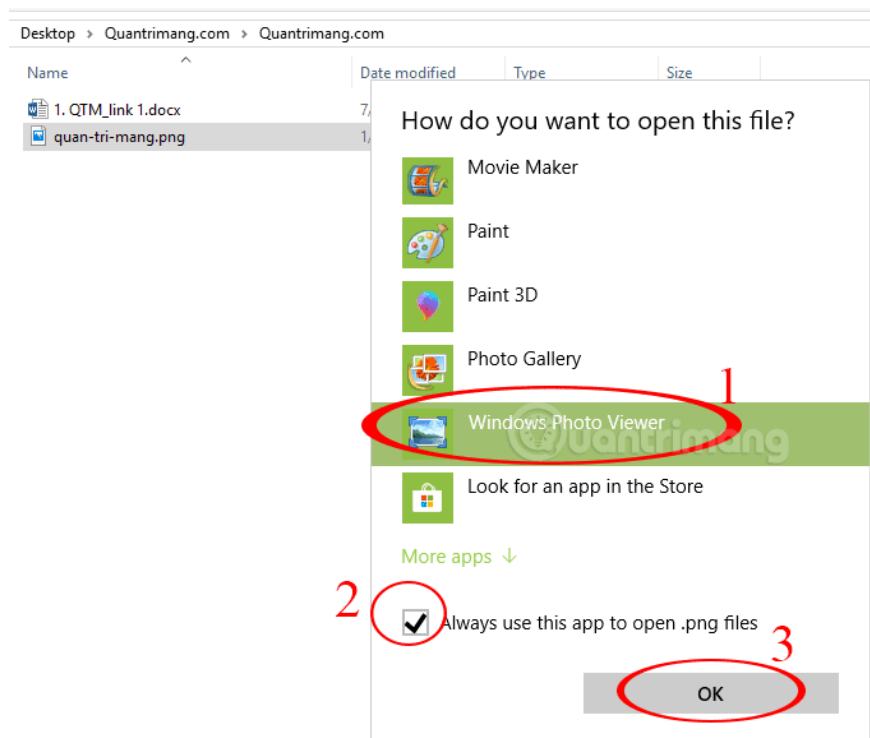 Desktop > Quantrimang.com > Quantrimang.com
Name Date modified Type Size
1. QTM_link 1.docx 7/
quan-tri-mang.png 1/
How do you want to open this file?
Movie Maker
Paint
Paint 3D
Photo Gallery
1
Windows Photo Viewer
Quantrimang
Look for an app in the Store
More apps
2
Always use this app to open .png files
3
OK